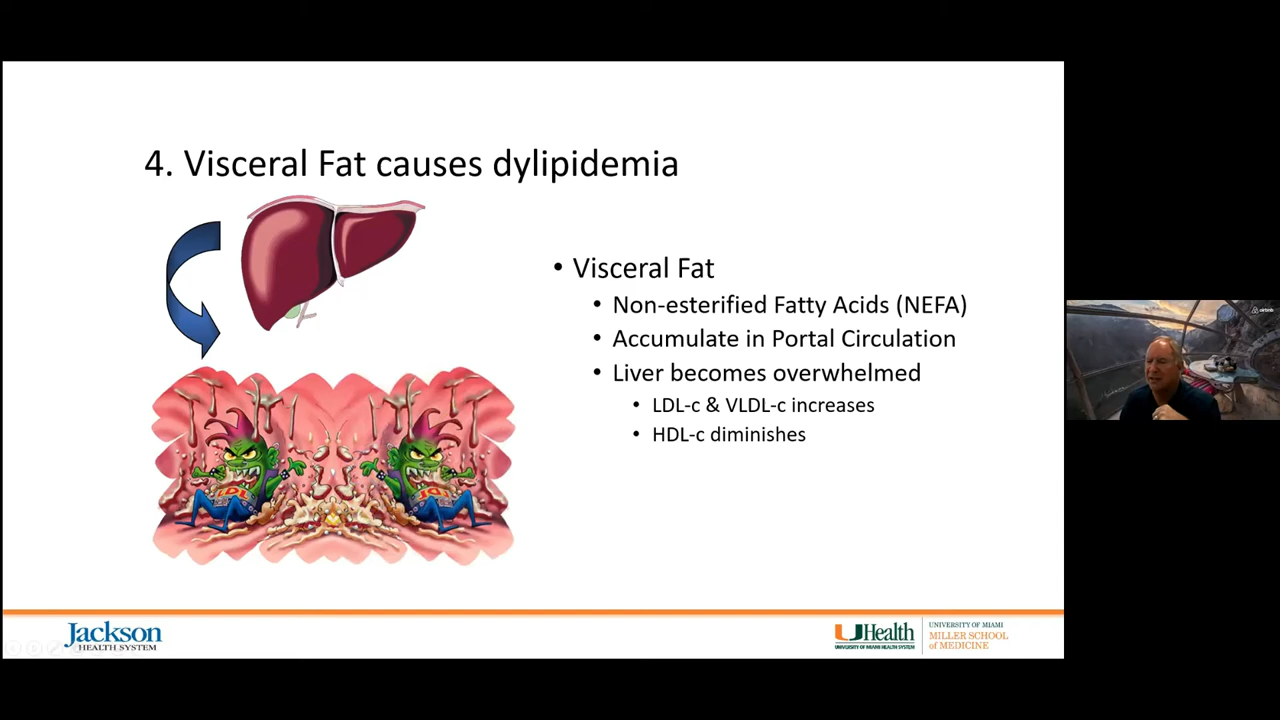 4. Visceral Fat causes dylipidemia
• Visceral Fat
• Non-esterified Fatty Acids (NEFA)
• Accumulate in Portal Circulation
• Liver becomes overwhelmed
• LDL-c & VLDL-c increases
• HDL-c diminishes
LDL
airbnb
Jackson
HEALTH SYSTEM
UHealth
UNIVERSITY OF MIAMI HEALTH SYSTEM
UNIVERSITY OF MIAMI
MILLER SCHOOL
of MEDICINE